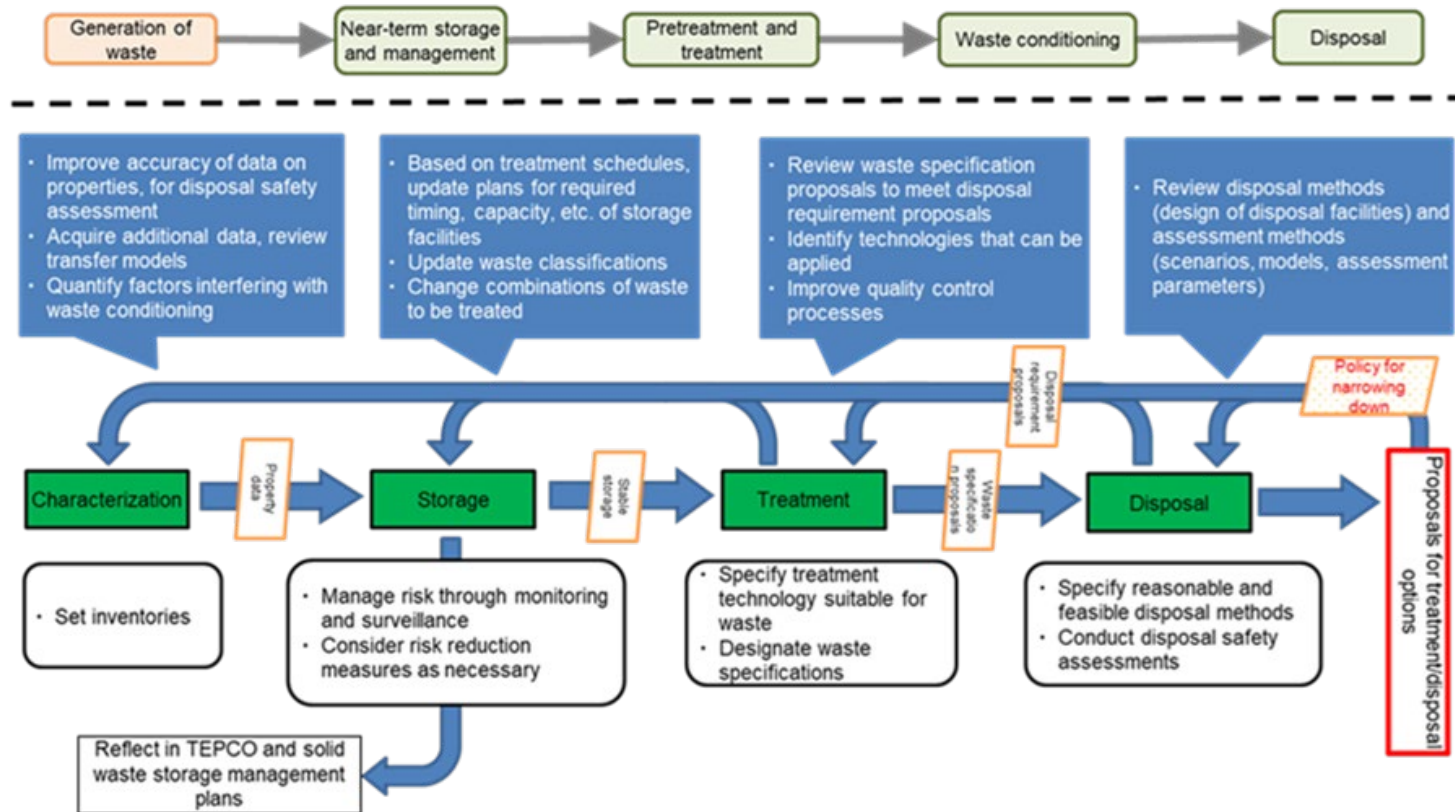 Generation of
waste
Near-term storage
and management
Pretreatment and
treatment
Waste conditioning
Disposal
・ Improve accuracy of data on
properties, for disposal safety
assessment
・ Acquire additional data, review
transfer models
・ Quantify factors interfering with
waste conditioning
・ Based on treatment schedules,
update plans for required
timing, capacity, etc. of storage
facilities
・ Update waste classifications
・ Change combinations of waste
to be treated
・ Review waste specification
proposals to meet disposal
requirement proposals
・ Identify technologies that can be
applied
・ Improve quality control
processes
・ Review disposal methods
(design of disposal facilities) and
assessment methods
(scenarios, models, assessment
parameters)
Disposal
requirement
proposals
Policy for
narrowing
down
Characterization
Property
data
Storage
Stable
storage
Treatment
Waste
specificatio
n proposals
Disposal
Proposals for treatment/disposal
options
・ Set inventories
・ Manage risk through monitoring
and surveillance
・ Consider risk reduction
measures as necessary
・ Specify treatment
technology suitable for
waste
・ Designate waste
specifications
・ Specify reasonable and
feasible disposal methods
・ Conduct disposal safety
assessments
Reflect in TEPCO and solid
waste storage management
plans